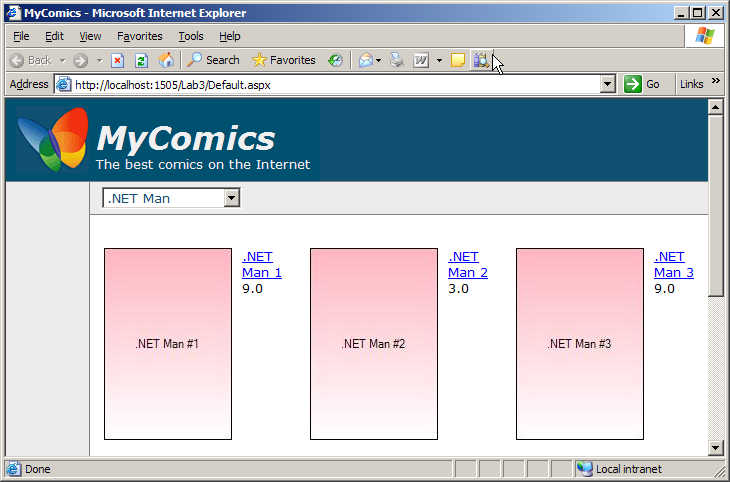 MyComics - Microsoft Internet Explorer
File Edit View Favorites Tools Help
Back Search Favorites W
Address http://localhost:1505/Lab3/Default.aspx Go Links »
MyComics
The best comics on the Internet
.NET Man
.NET Man #1
.NET
Man 1
9.0
.NET Man #2
.NET
Man 2
3.0
.NET Man #3
.NET
Man 3
9.0
Done Local intranet